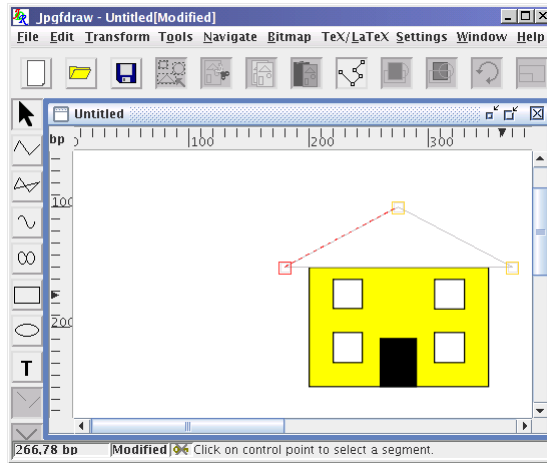 Jpgfdraw - Untitled[Modified]
File Edit Transform Tools Navigate Bitmap TeX/LaTeX Settings Window Help
Untitled
bp
100 200 300
100
200
T
266,78 bp Modified Click on control point to select a segment.